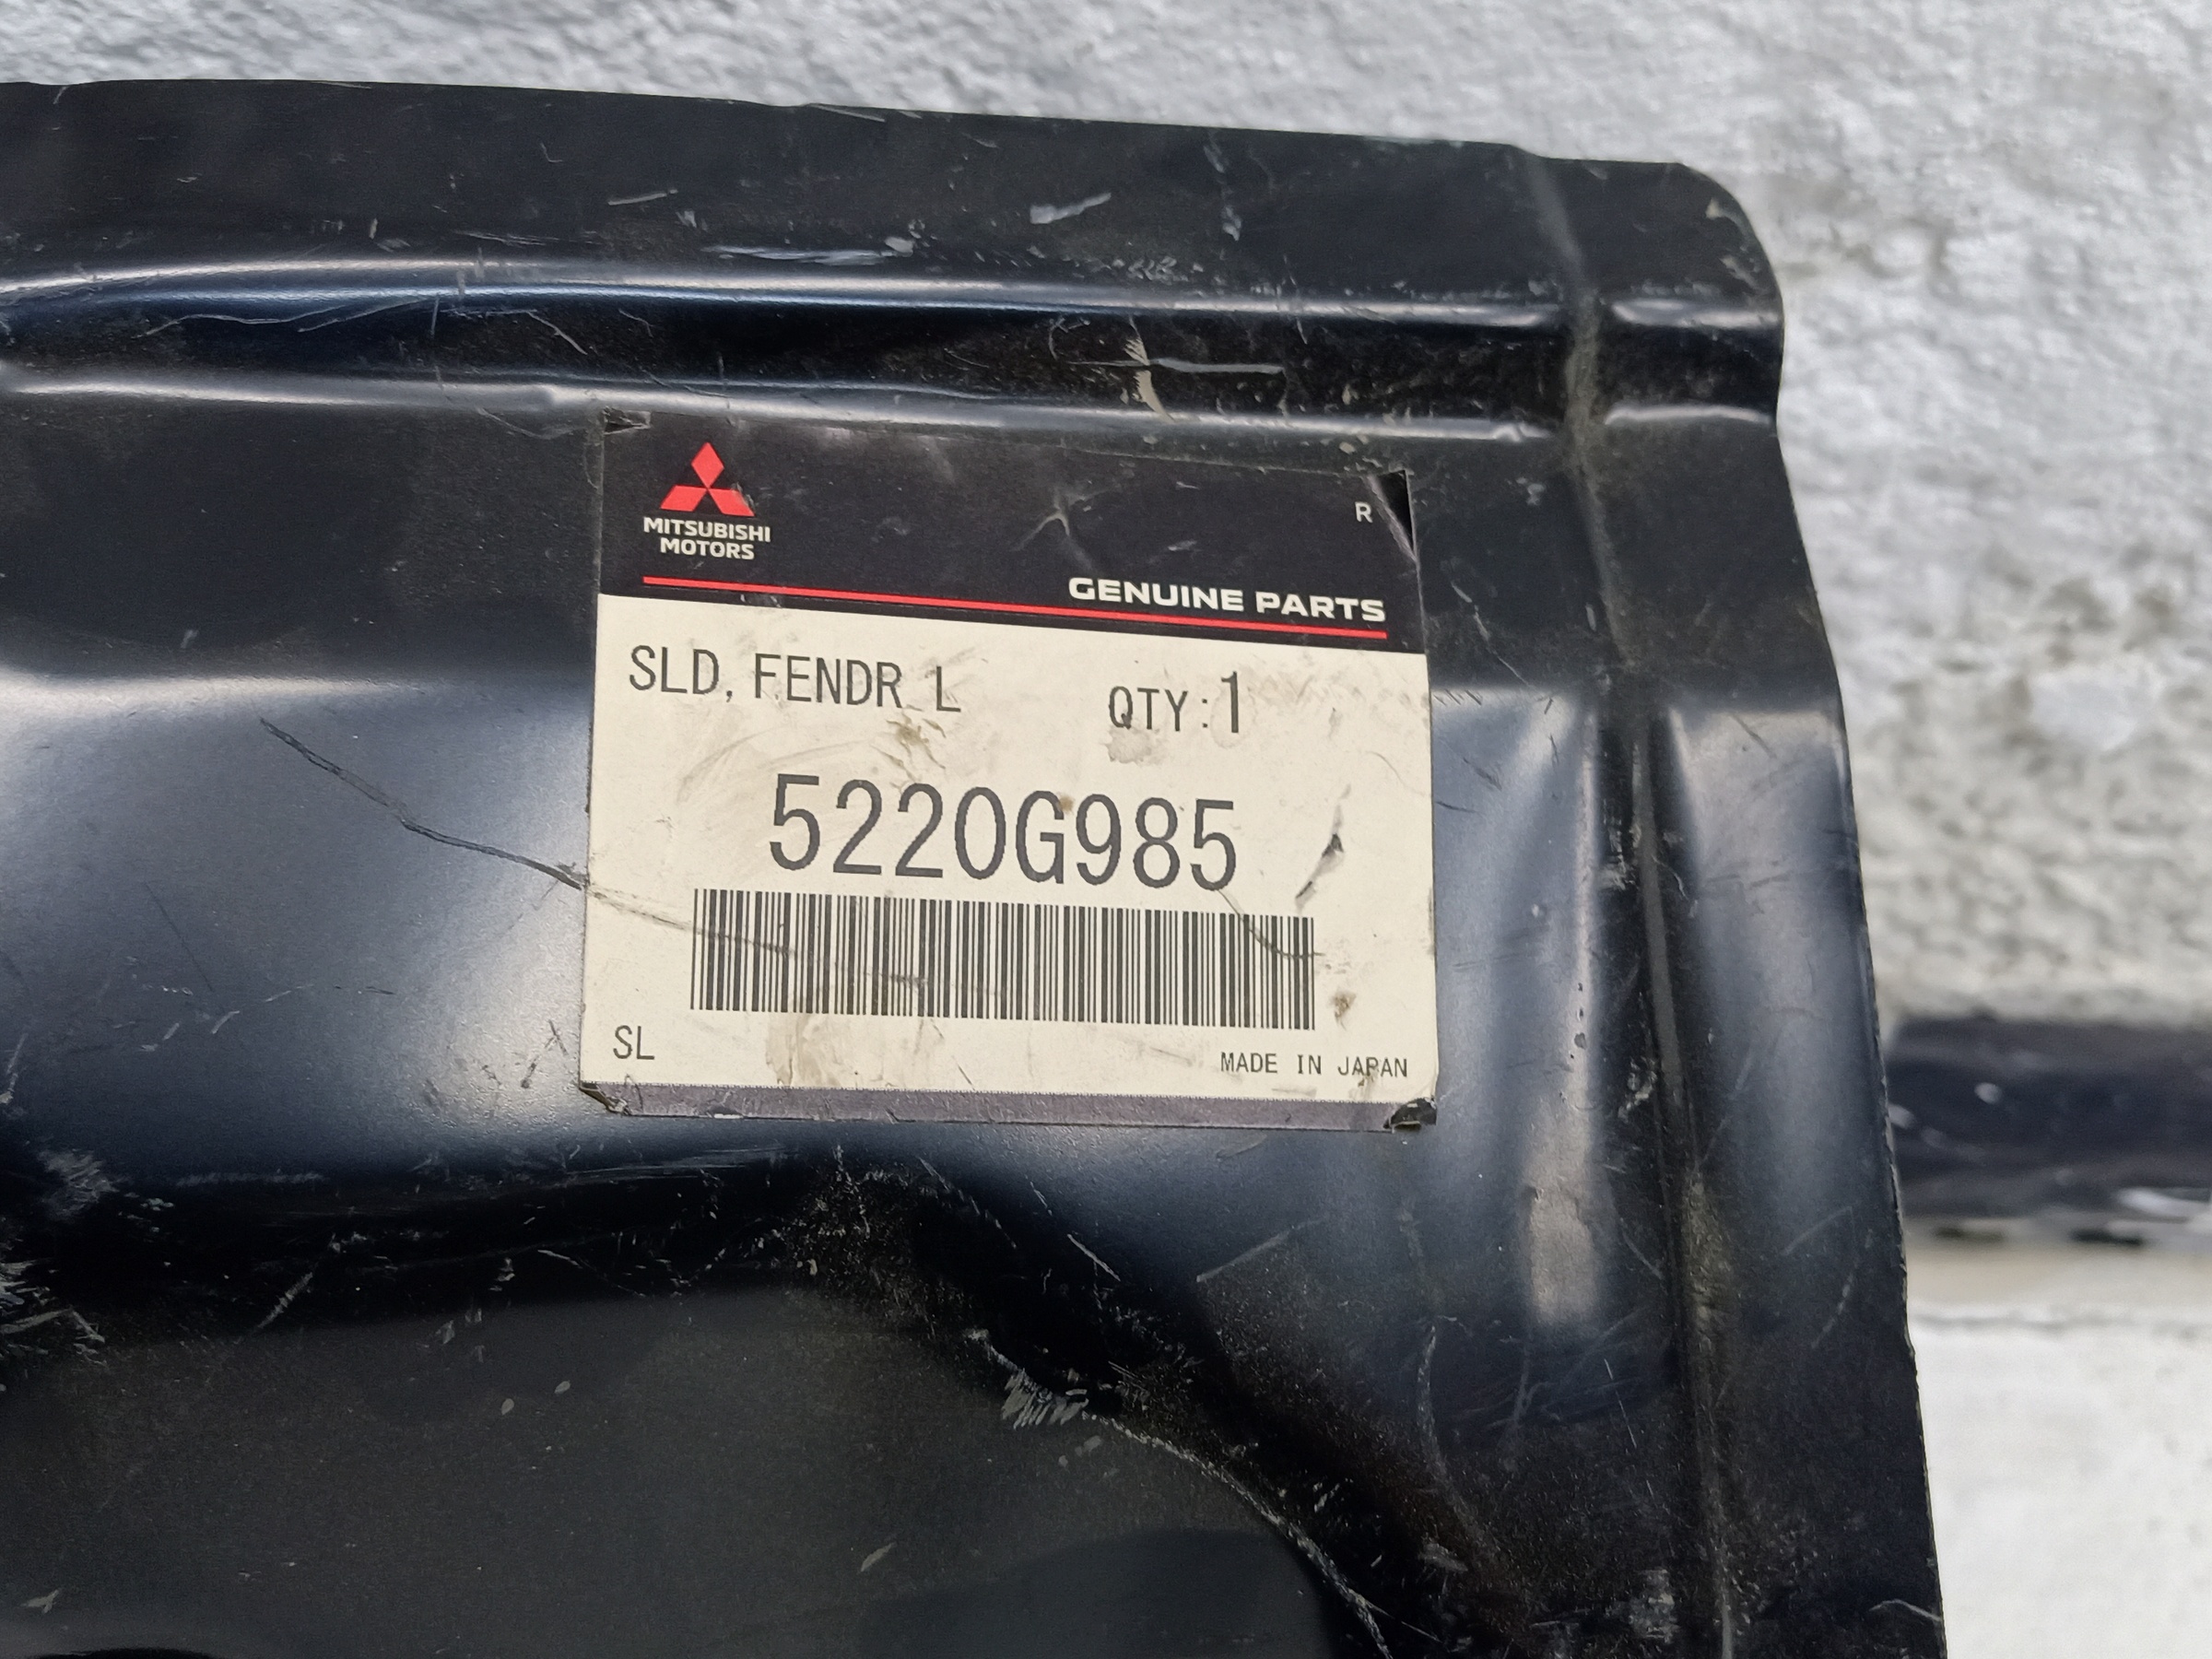 MITSUBISHI
MOTORS
R
GENUINE PARTS
SLD, FENDR L QTY:1
5220G985
SL
MADE IN JAPAN